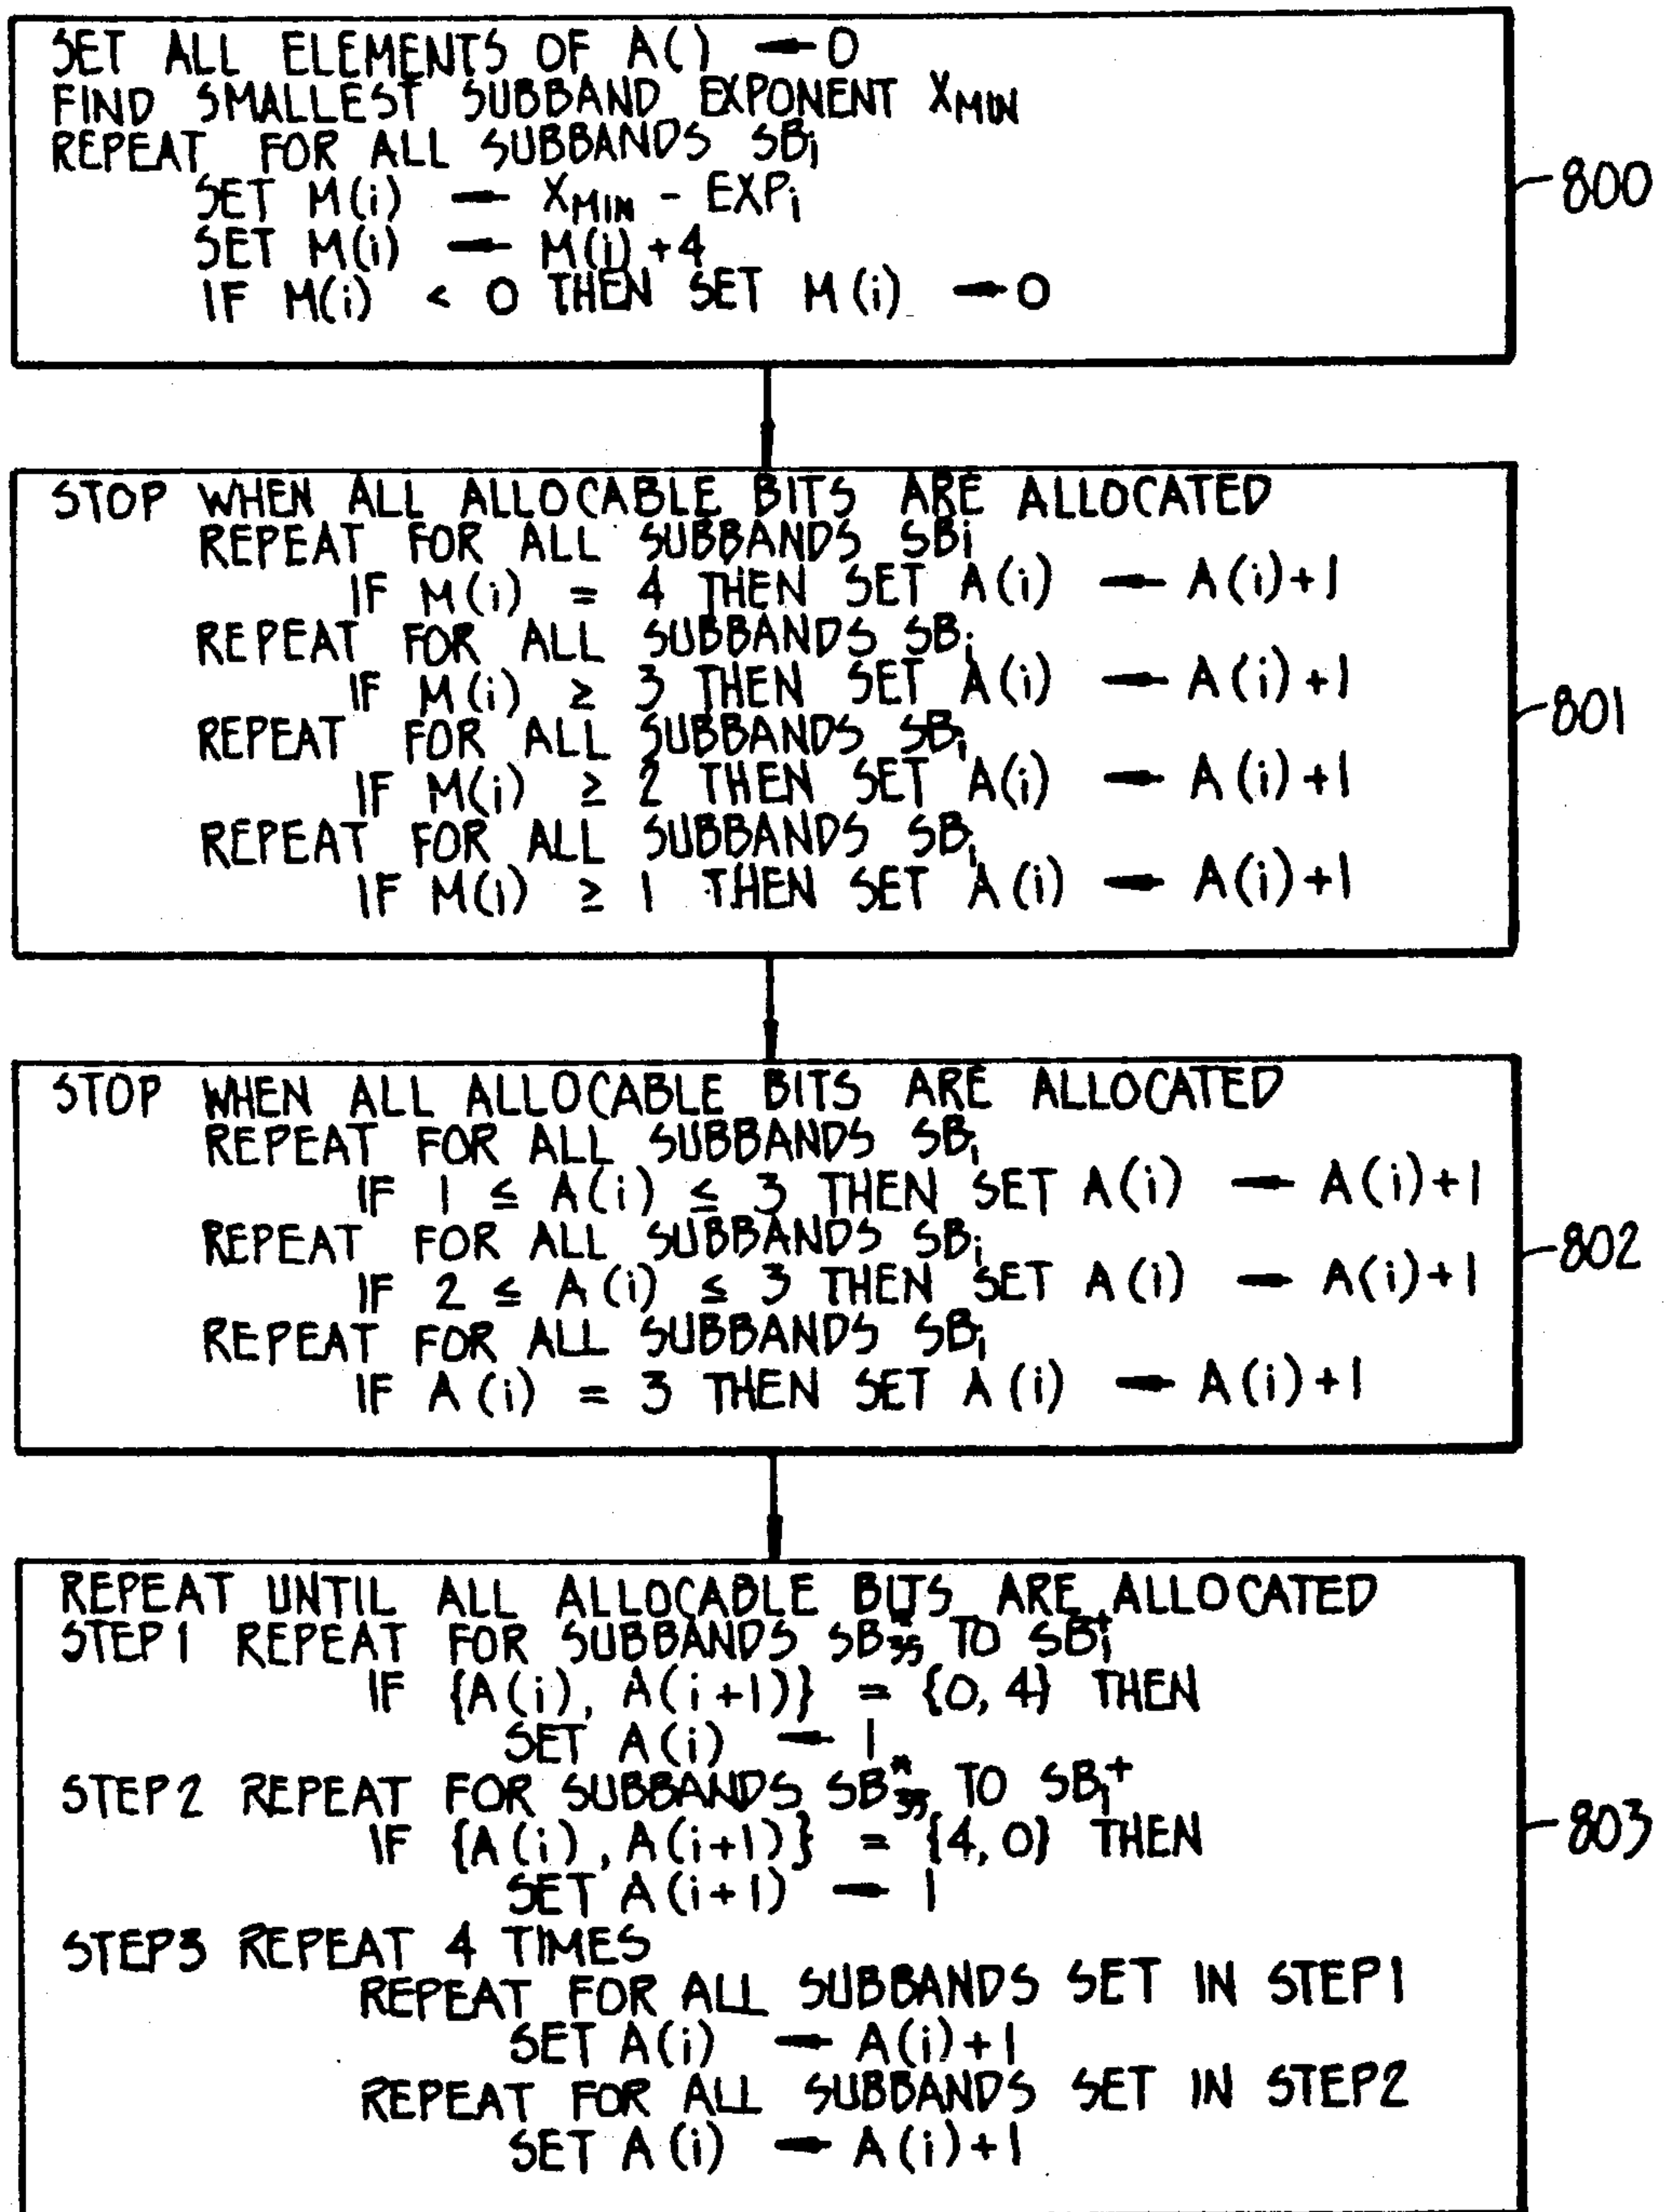 SET ALL ELEMENTS OF A() ← 0
FIND SMALLEST SUBBAND EXPONENT XMIN
REPEAT FOR ALL SUBBANDS SBi
SET M(i) ← XMIN - EXPi
SET M(i) ← M(i)+4
IF M(i) < 0 THEN SET M(i) ← 0
800
STOP WHEN ALL ALLOCABLE BITS ARE ALLOCATED
REPEAT FOR ALL SUBBANDS SBi
IF M(i) = 4 THEN SET A(i) ← A(i)+1
REPEAT FOR ALL SUBBANDS SBi
IF M(i) ≥ 3 THEN SET A(i) ← A(i)+1
REPEAT FOR ALL SUBBANDS SBi
IF M(i) ≥ 2 THEN SET A(i) ← A(i)+1
REPEAT FOR ALL SUBBANDS SBi
IF M(i) ≥ 1 THEN SET A(i) ← A(i)+1
801
STOP WHEN ALL ALLOCABLE BITS ARE ALLOCATED
REPEAT FOR ALL SUBBANDS SBi
IF 1 ≤ A(i) ≤ 3 THEN SET A(i) ← A(i)+1
REPEAT FOR ALL SUBBANDS SBi
IF 2 ≤ A(i) ≤ 3 THEN SET A(i) ← A(i)+1
REPEAT FOR ALL SUBBANDS SBi
IF A(i) = 3 THEN SET A(i) ← A(i)+1
802
REPEAT UNTIL ALL ALLOCABLE BITS ARE ALLOCATED
STEP1 REPEAT FOR SUBBANDS SB*35 TO SB+1
IF {A(i), A(i+1)} = {0,4} THEN
SET A(i) ← 1
STEP2 REPEAT FOR SUBBANDS SB*35 TO SB+1
IF {A(i), A(i+1)} = {4,0} THEN
SET A(i+1) ← 1
STEP3 REPEAT 4 TIMES
REPEAT FOR ALL SUBBANDS SET IN STEP1
SET A(i) ← A(i)+1
REPEAT FOR ALL SUBBANDS SET IN STEP2
SET A(i) ← A(i)+1
803